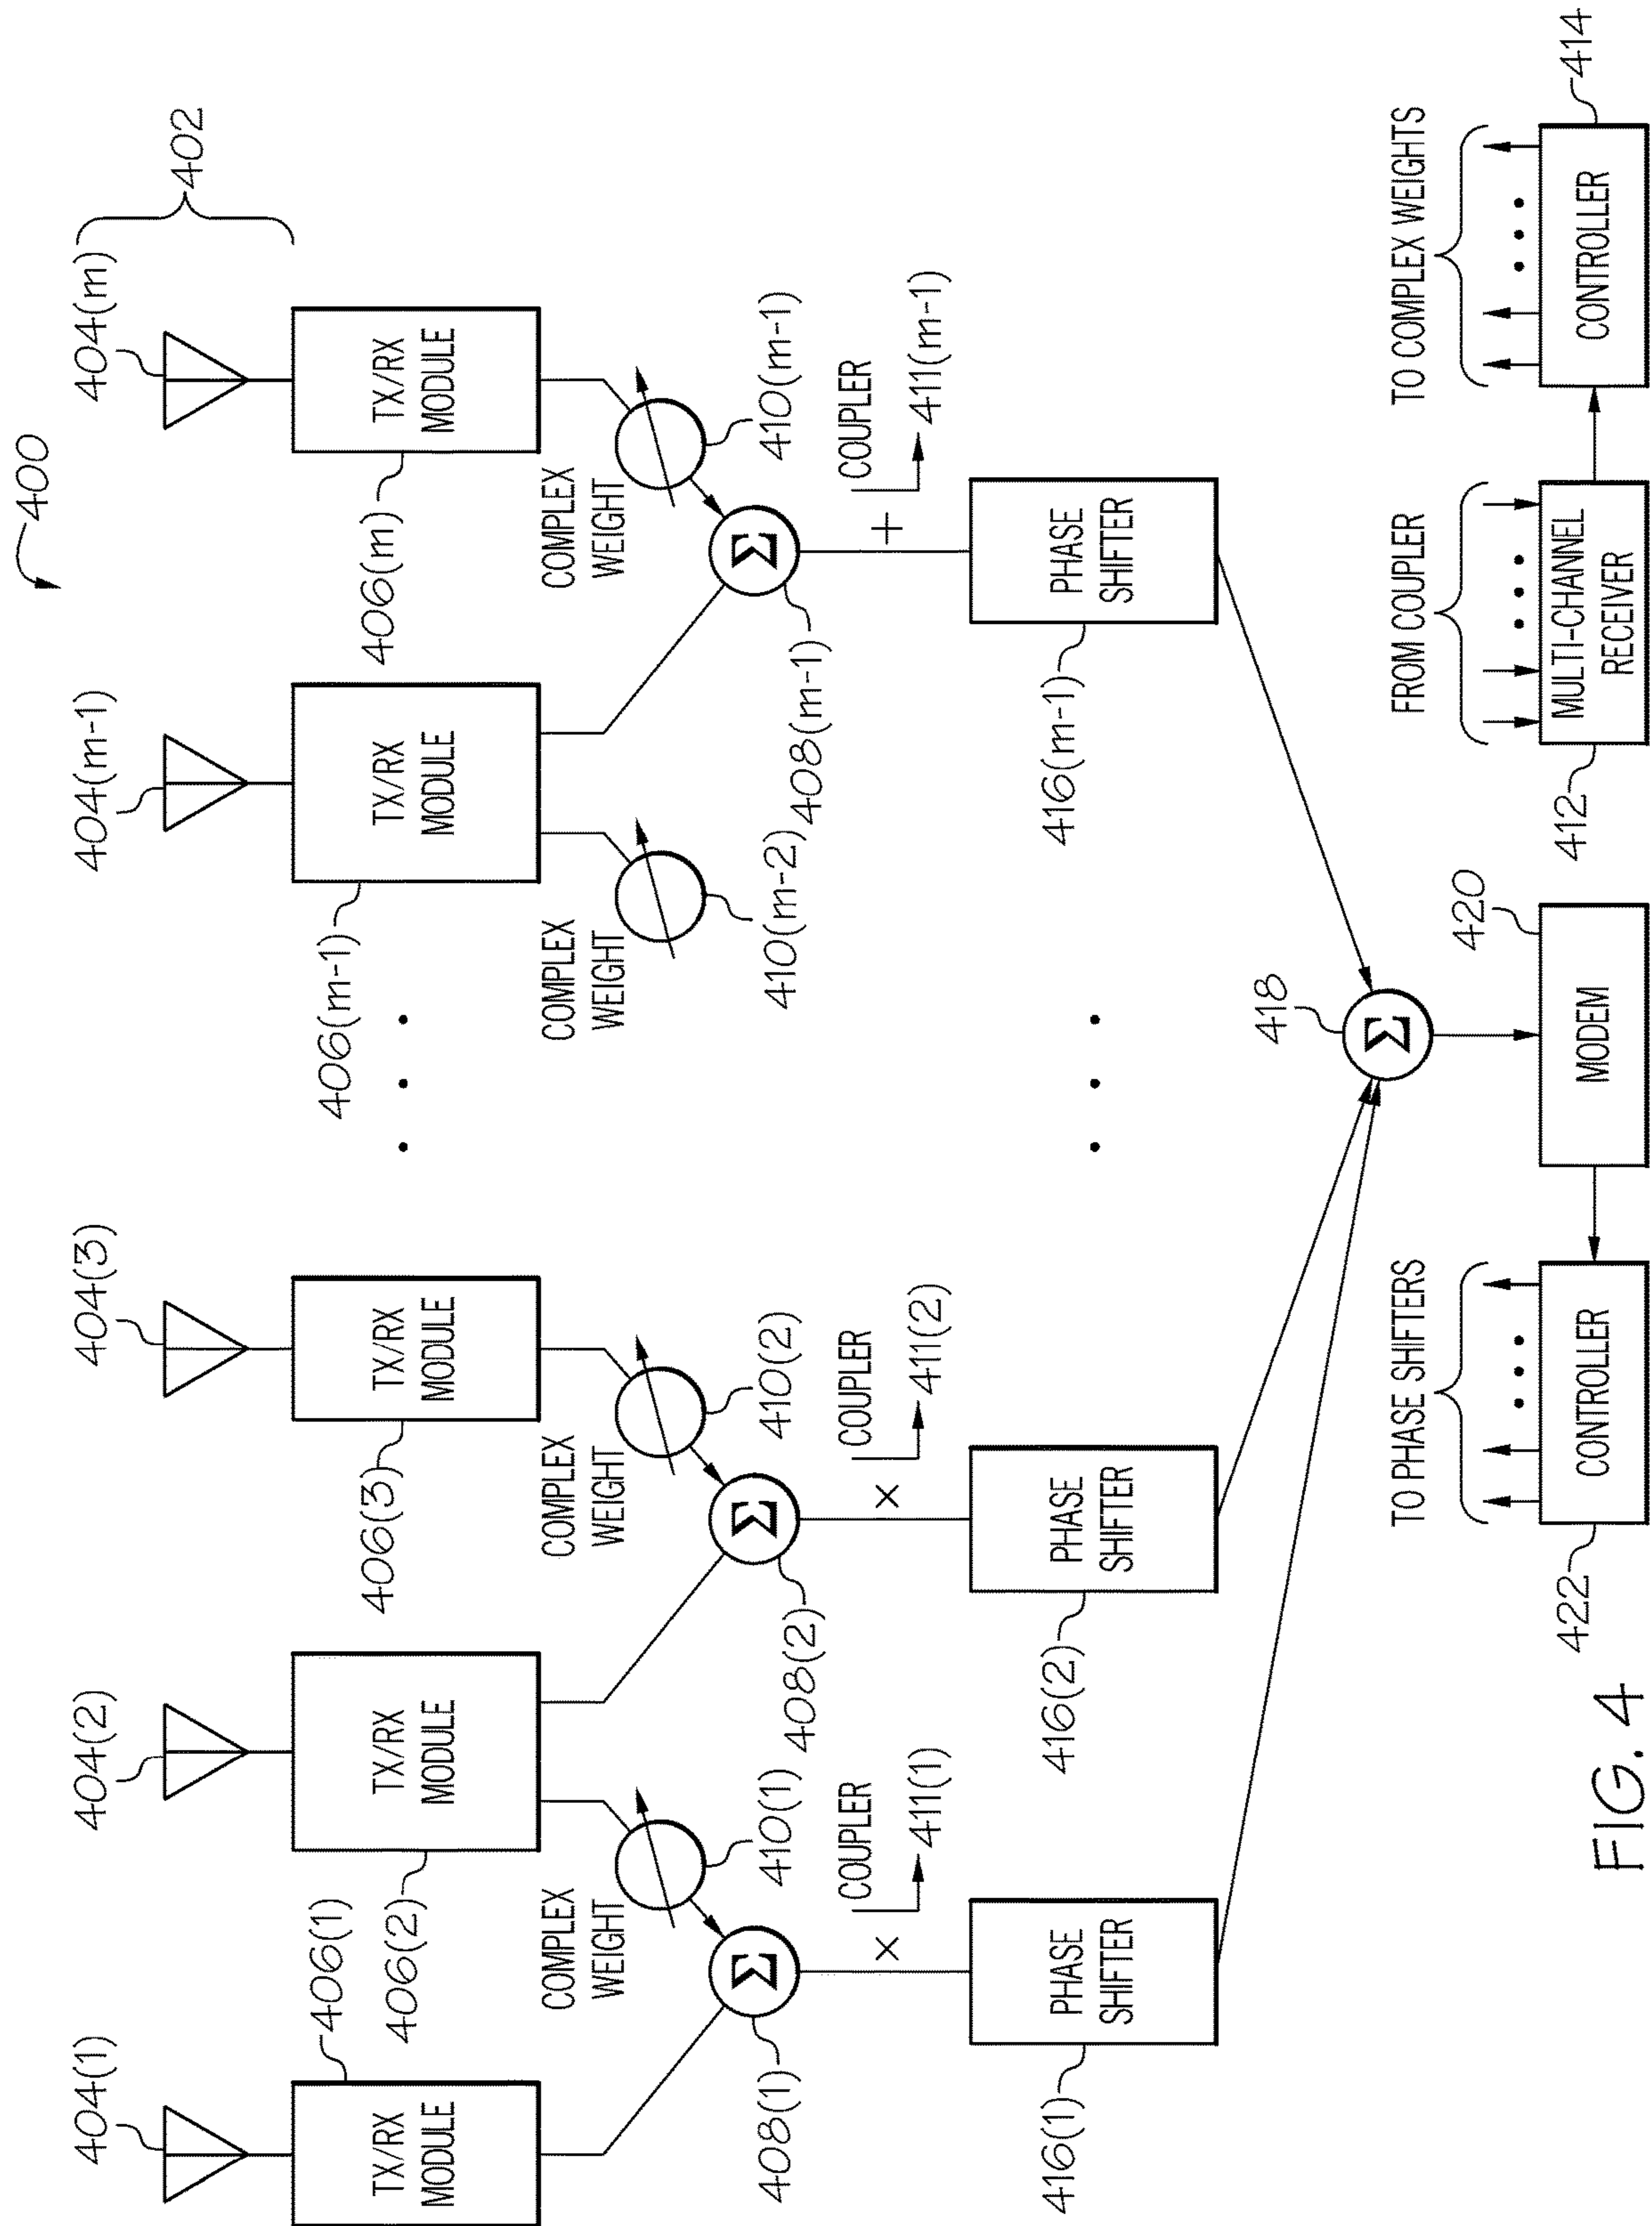 400
402
404(1)
404(2)
404(3)
404(m-1)
404(m)
406(1)
406(2)
406(3)
406(m-1)
406(m)
TX/RX
MODULE
TX/RX
MODULE
TX/RX
MODULE
TX/RX
MODULE
TX/RX
MODULE
COMPLEX
WEIGHT
410(1)
COMPLEX
WEIGHT
410(2)
COMPLEX
WEIGHT
410(m-2)
COMPLEX
WEIGHT
410(m-1)
Σ
408(1)
Σ
408(2)
Σ
408(m-1)
×
COUPLER
411(1)
×
COUPLER
411(2)
+
COUPLER
411(m-1)
PHASE
SHIFTER
416(1)
PHASE
SHIFTER
416(2)
PHASE
SHIFTER
416(m-1)
Σ
418
TO PHASE SHIFTERS
CONTROLLER
422
MODEM
420
FROM COUPLER
MULTI-CHANNEL
RECEIVER
412
TO COMPLEX WEIGHTS
CONTROLLER
414
FIG. 4